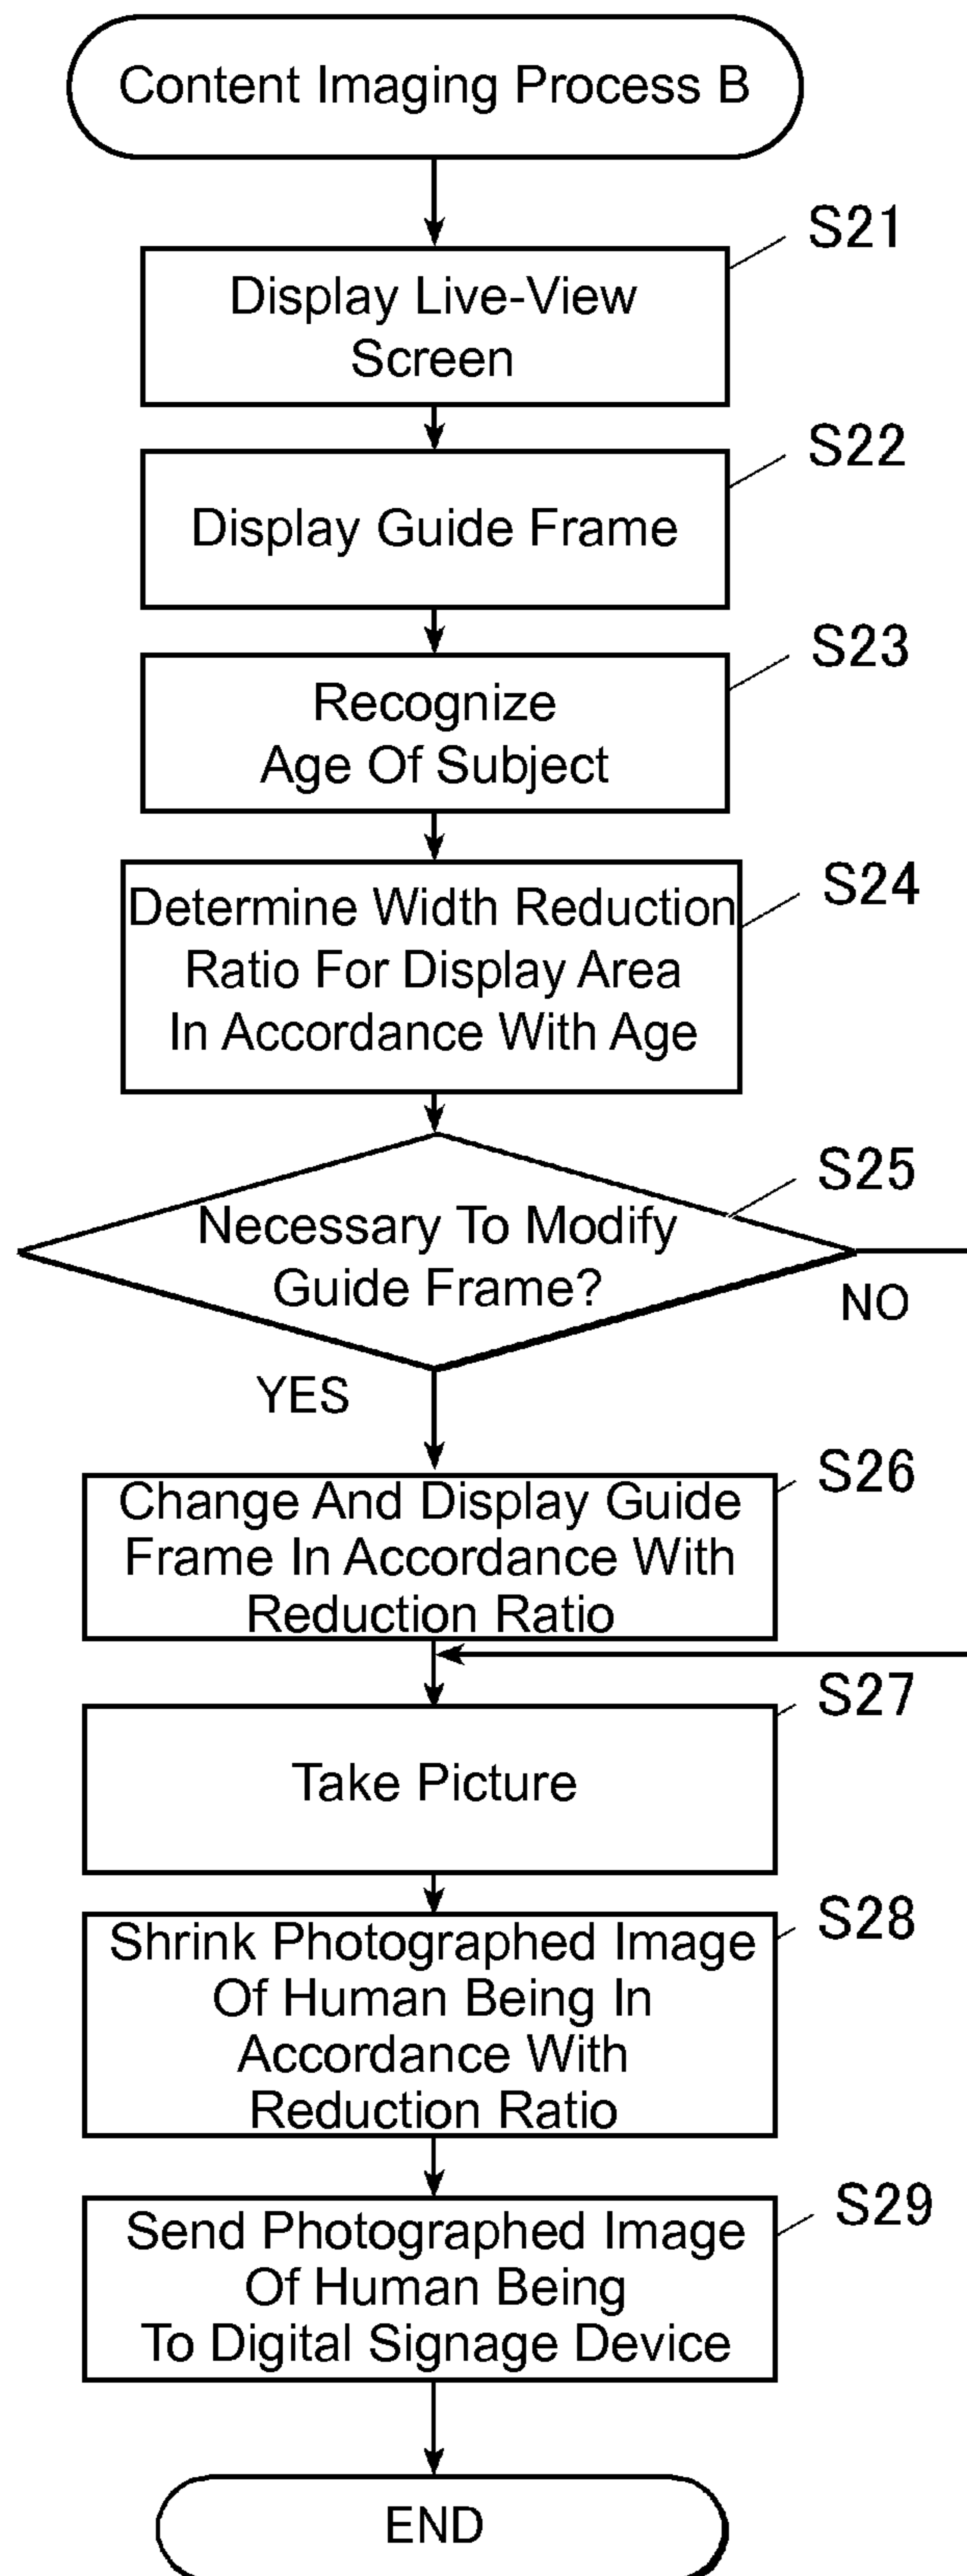 Content Imaging Process B
S21
Display Live-View
Screen
S22
Display Guide Frame
S23
Recognize
Age Of Subject
S24
Determine Width Reduction
Ratio For Display Area
In Accordance With Age
S25
Necessary To Modify
Guide Frame?
NO
YES
S26
Change And Display Guide
Frame In Accordance With
Reduction Ratio
S27
Take Picture
S28
Shrink Photographed Image
Of Human Being In
Accordance With
Reduction Ratio
S29
Send Photographed Image
Of Human Being
To Digital Signage Device
END